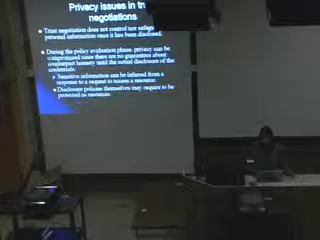 Privacy issues in tru
negotiations
Trust negotiation does not control nor safegu
personal information once it has been disclosed.
During the policy evaluation phase, privacy can be
compromised since there are no guarantees about
counterpart honesty until the actual disclosure of the
credentials.
Sensitive information can be inferred from a
response to a request to access a resource.
Disclosure policies themselves may require to be
protected as resources